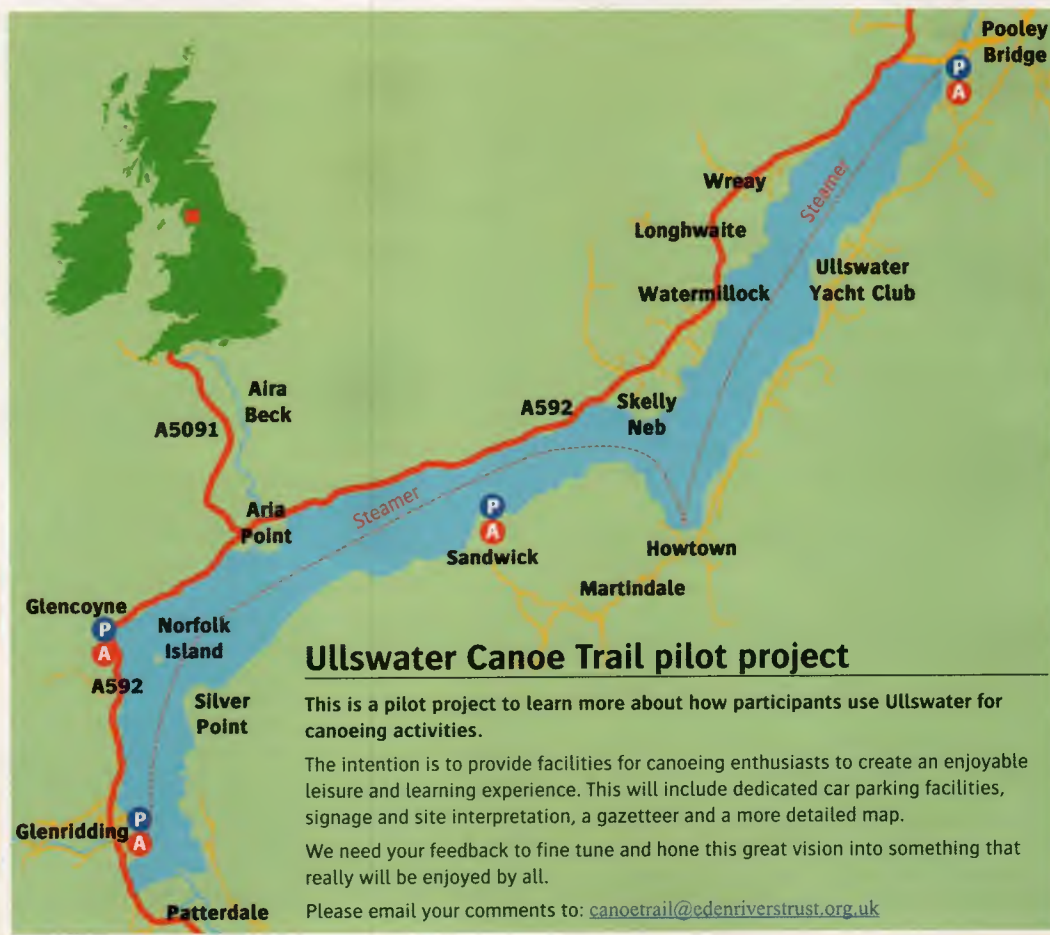 Pooley
Bridge
P
A
Wreay
Steamer
Longhwaite
Ullswater
Yacht Club
Watermillock
Aira
Beck
A5091
A592
Skelly
Neb
Steamer
Aria
Point
P
A
Sandwick
Howtown
Martindale
Glencoyne
P
A
Norfolk
Island
A592
Silver
Point
P
A
Glenridding
Patterdale
Ullswater Canoe Trail pilot project
This is a pilot project to learn more about how participants use Ullswater for
canoeing activities.
The intention is to provide facilities for canoeing enthusiasts to create an enjoyable
leisure and learning experience. This will include dedicated car parking facilities,
signage and site interpretation, a gazetteer and a more detailed map.
We need your feedback to fine tune and hone this great vision into something that
really will be enjoyed by all.
Please email your comments to: canoetrail@edenriverstrust.org.uk